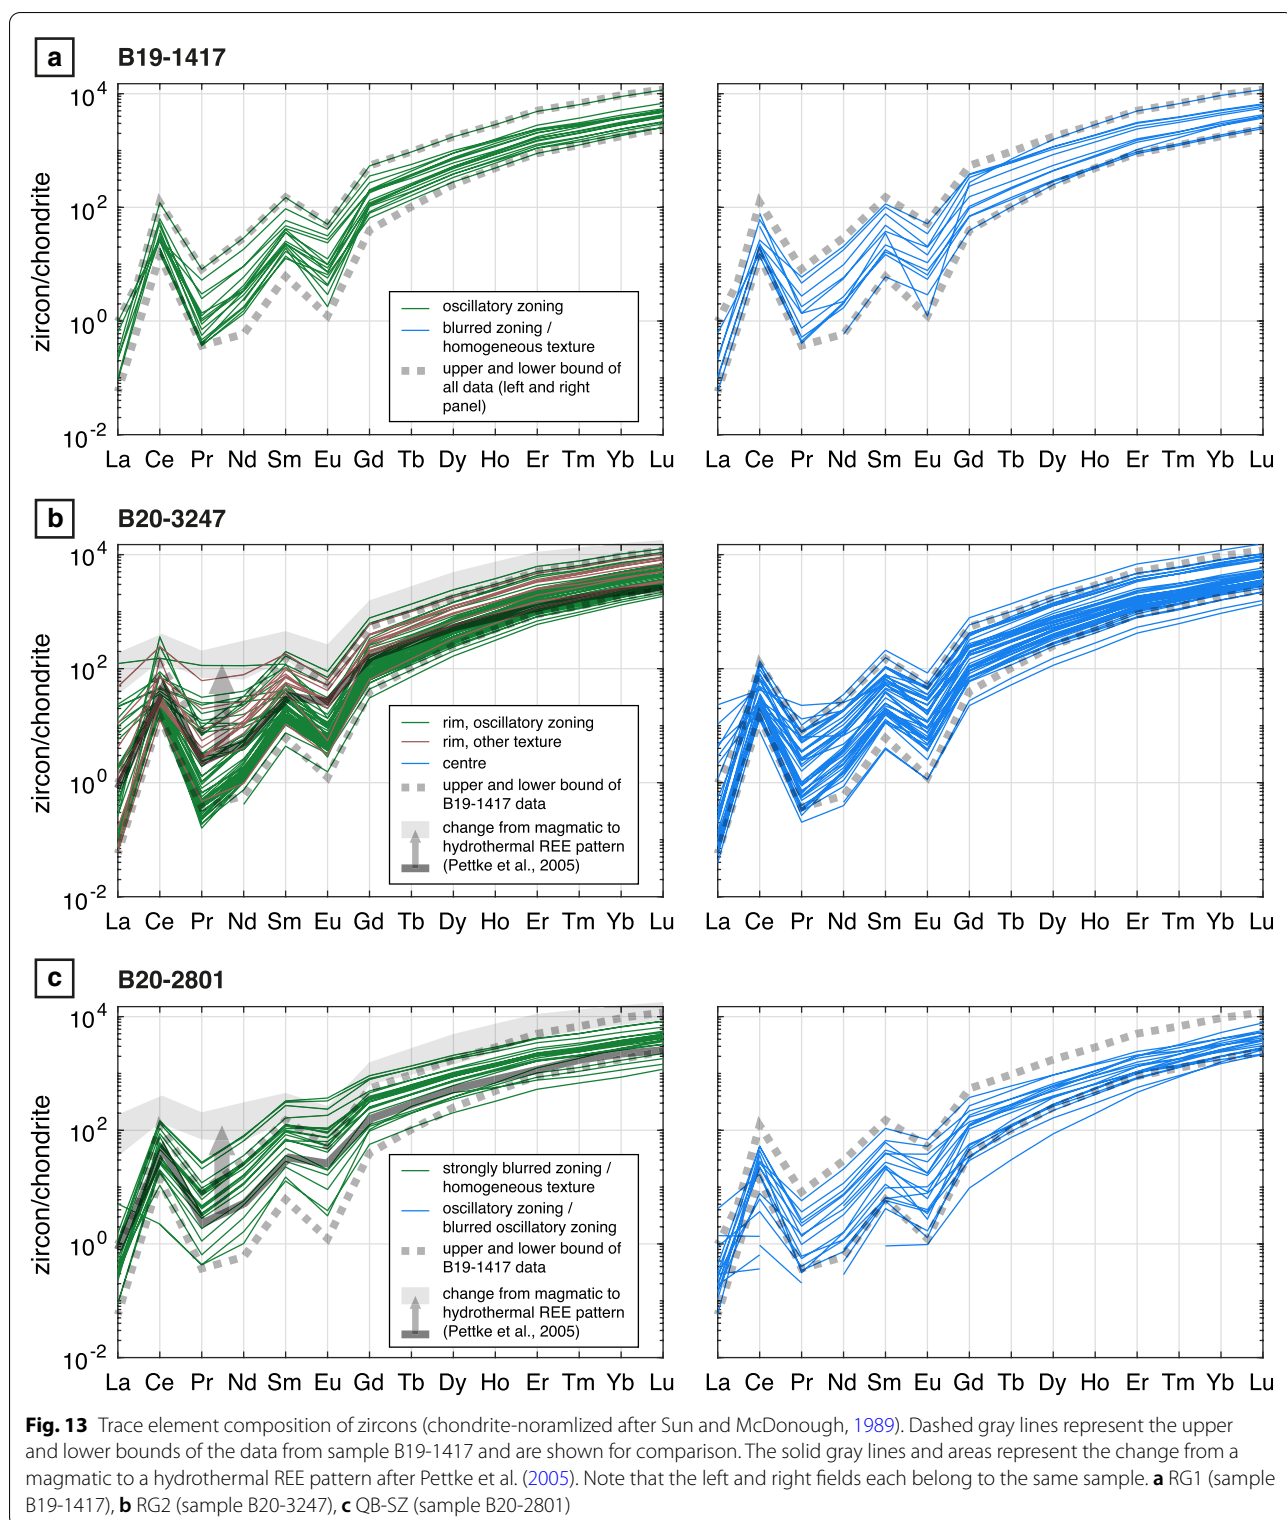 a B19-1417
10^4
10^2
10^0
10^-2
zircon/chondrite
oscillatory zoning
blurred zoning /
homogeneous texture
upper and lower bound of
all data (left and right
panel)
La Ce Pr Nd Sm Eu Gd Tb Dy Ho Er Tm Yb Lu
La Ce Pr Nd Sm Eu Gd Tb Dy Ho Er Tm Yb Lu
b B20-3247
10^4
10^2
10^0
10^-2
zircon/chondrite
rim, oscillatory zoning
rim, other texture
centre
upper and lower bound of
B19-1417 data
change from magmatic to
hydrothermal REE pattern
(Pettke et al., 2005)
La Ce Pr Nd Sm Eu Gd Tb Dy Ho Er Tm Yb Lu
La Ce Pr Nd Sm Eu Gd Tb Dy Ho Er Tm Yb Lu
c B20-2801
10^4
10^2
10^0
10^-2
zircon/chondrite
strongly blurred zoning /
homogeneous texture
oscillatory zoning /
blurred oscillatory zoning
upper and lower bound of
B19-1417 data
change from magmatic to
hydrothermal REE pattern
(Pettke et al., 2005)
La Ce Pr Nd Sm Eu Gd Tb Dy Ho Er Tm Yb Lu
La Ce Pr Nd Sm Eu Gd Tb Dy Ho Er Tm Yb Lu
Fig. 13 Trace element composition of zircons (chondrite-noramlized after Sun and McDonough, 1989). Dashed gray lines represent the upper
and lower bounds of the data from sample B19-1417 and are shown for comparison. The solid gray lines and areas represent the change from a
magmatic to a hydrothermal REE pattern after Pettke et al. (2005). Note that the left and right fields each belong to the same sample. a RG1 (sample
B19-1417), b RG2 (sample B20-3247), c QB-SZ (sample B20-2801)